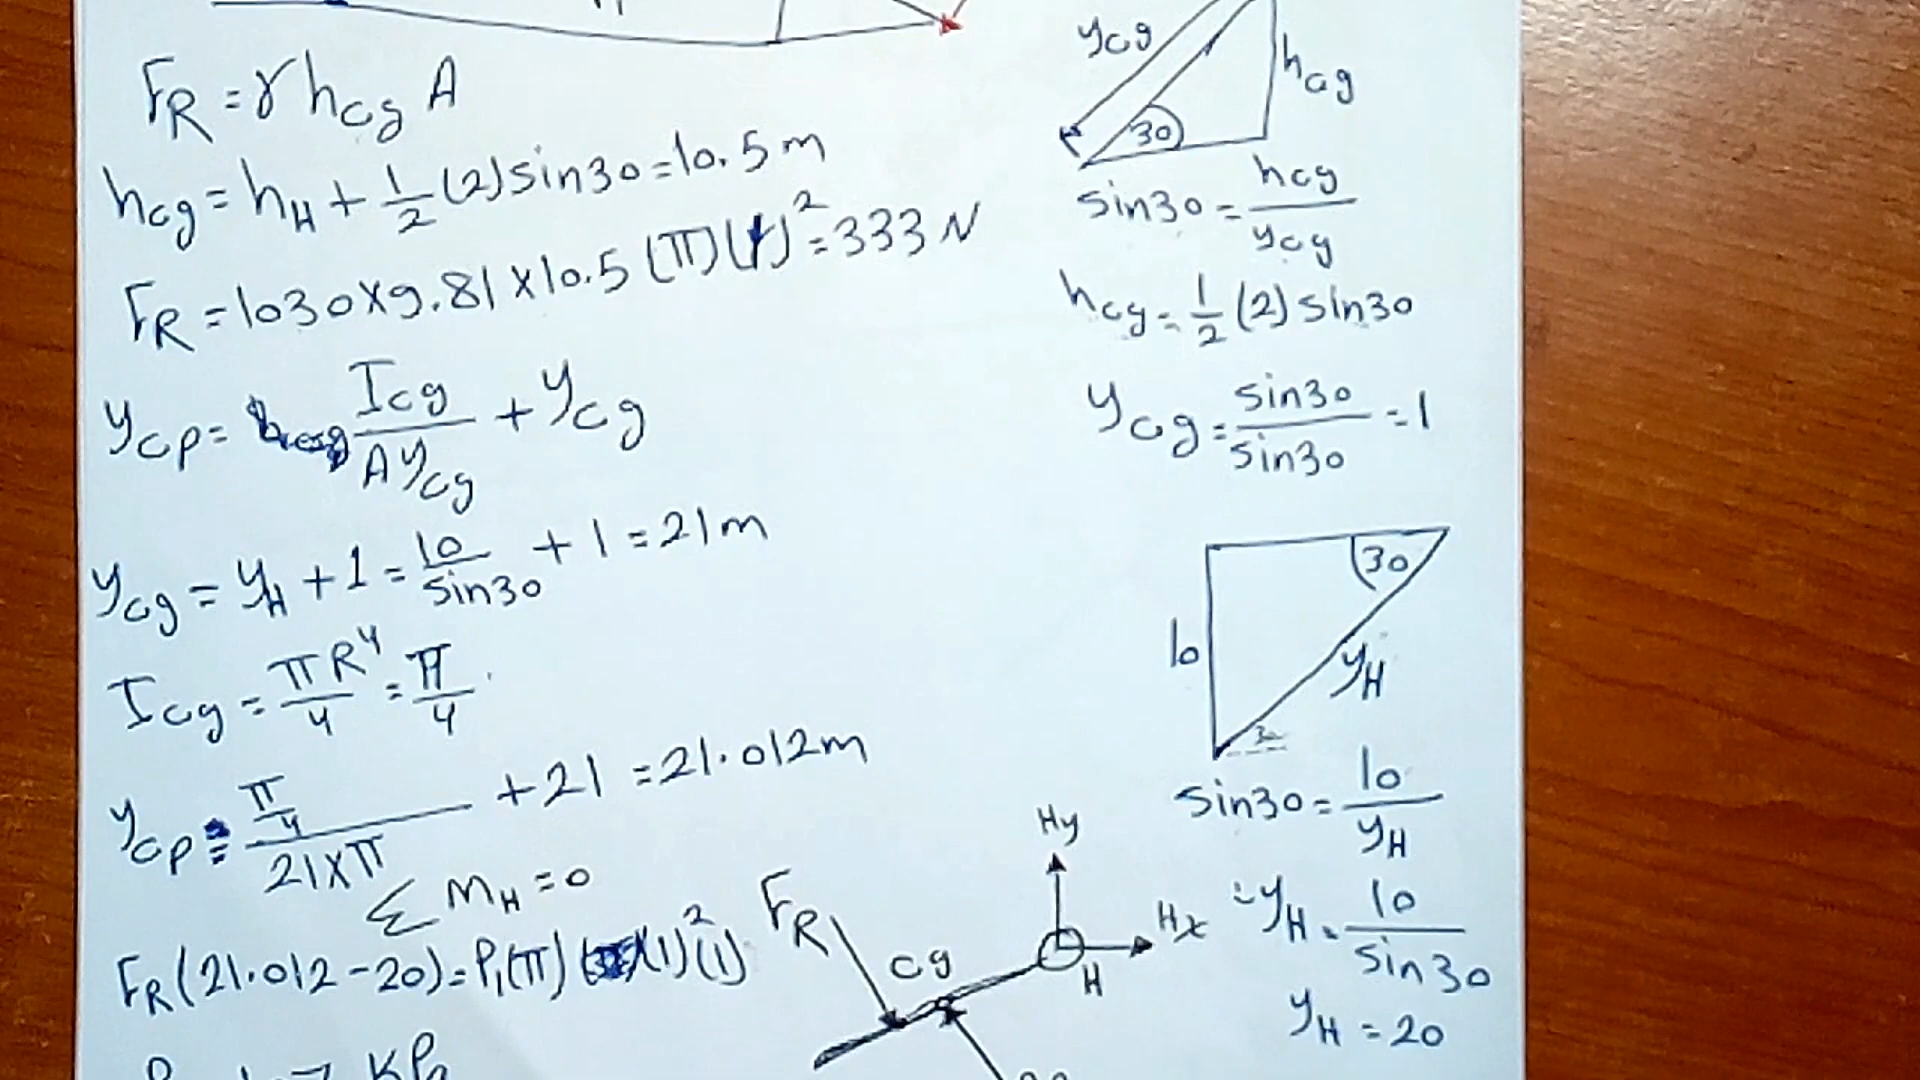 F_R = γ h_cg A
h_cg = h_H + 1/2 (2) sin30 = 10.5 m
F_R = 1030 x 9.81 x 10.5 (π) (1)² = 333 N
y_cp = I_cg / A y_cg + y_cg
y_cg = y_H + 1 = 10 / sin30 + 1 = 21 m
I_cg = πR⁴ / 4 = π / 4
y_cp = π/4 / 21 x π + 21 = 21.012 m
Σ M_H = 0
F_R (21.012 - 20) = P₁ (π) (1)² (1)
KPa
y_cg
h_cg
30
sin30 = h_cg / y_cg
h_cg = 1/2 (2) sin30
y_cg = sin30 / sin30 = 1
30
10
y_H
sin30 = 10 / y_H
y_H = 10 / sin30
y_H = 20
Hy
F_R
cg
Hx
H